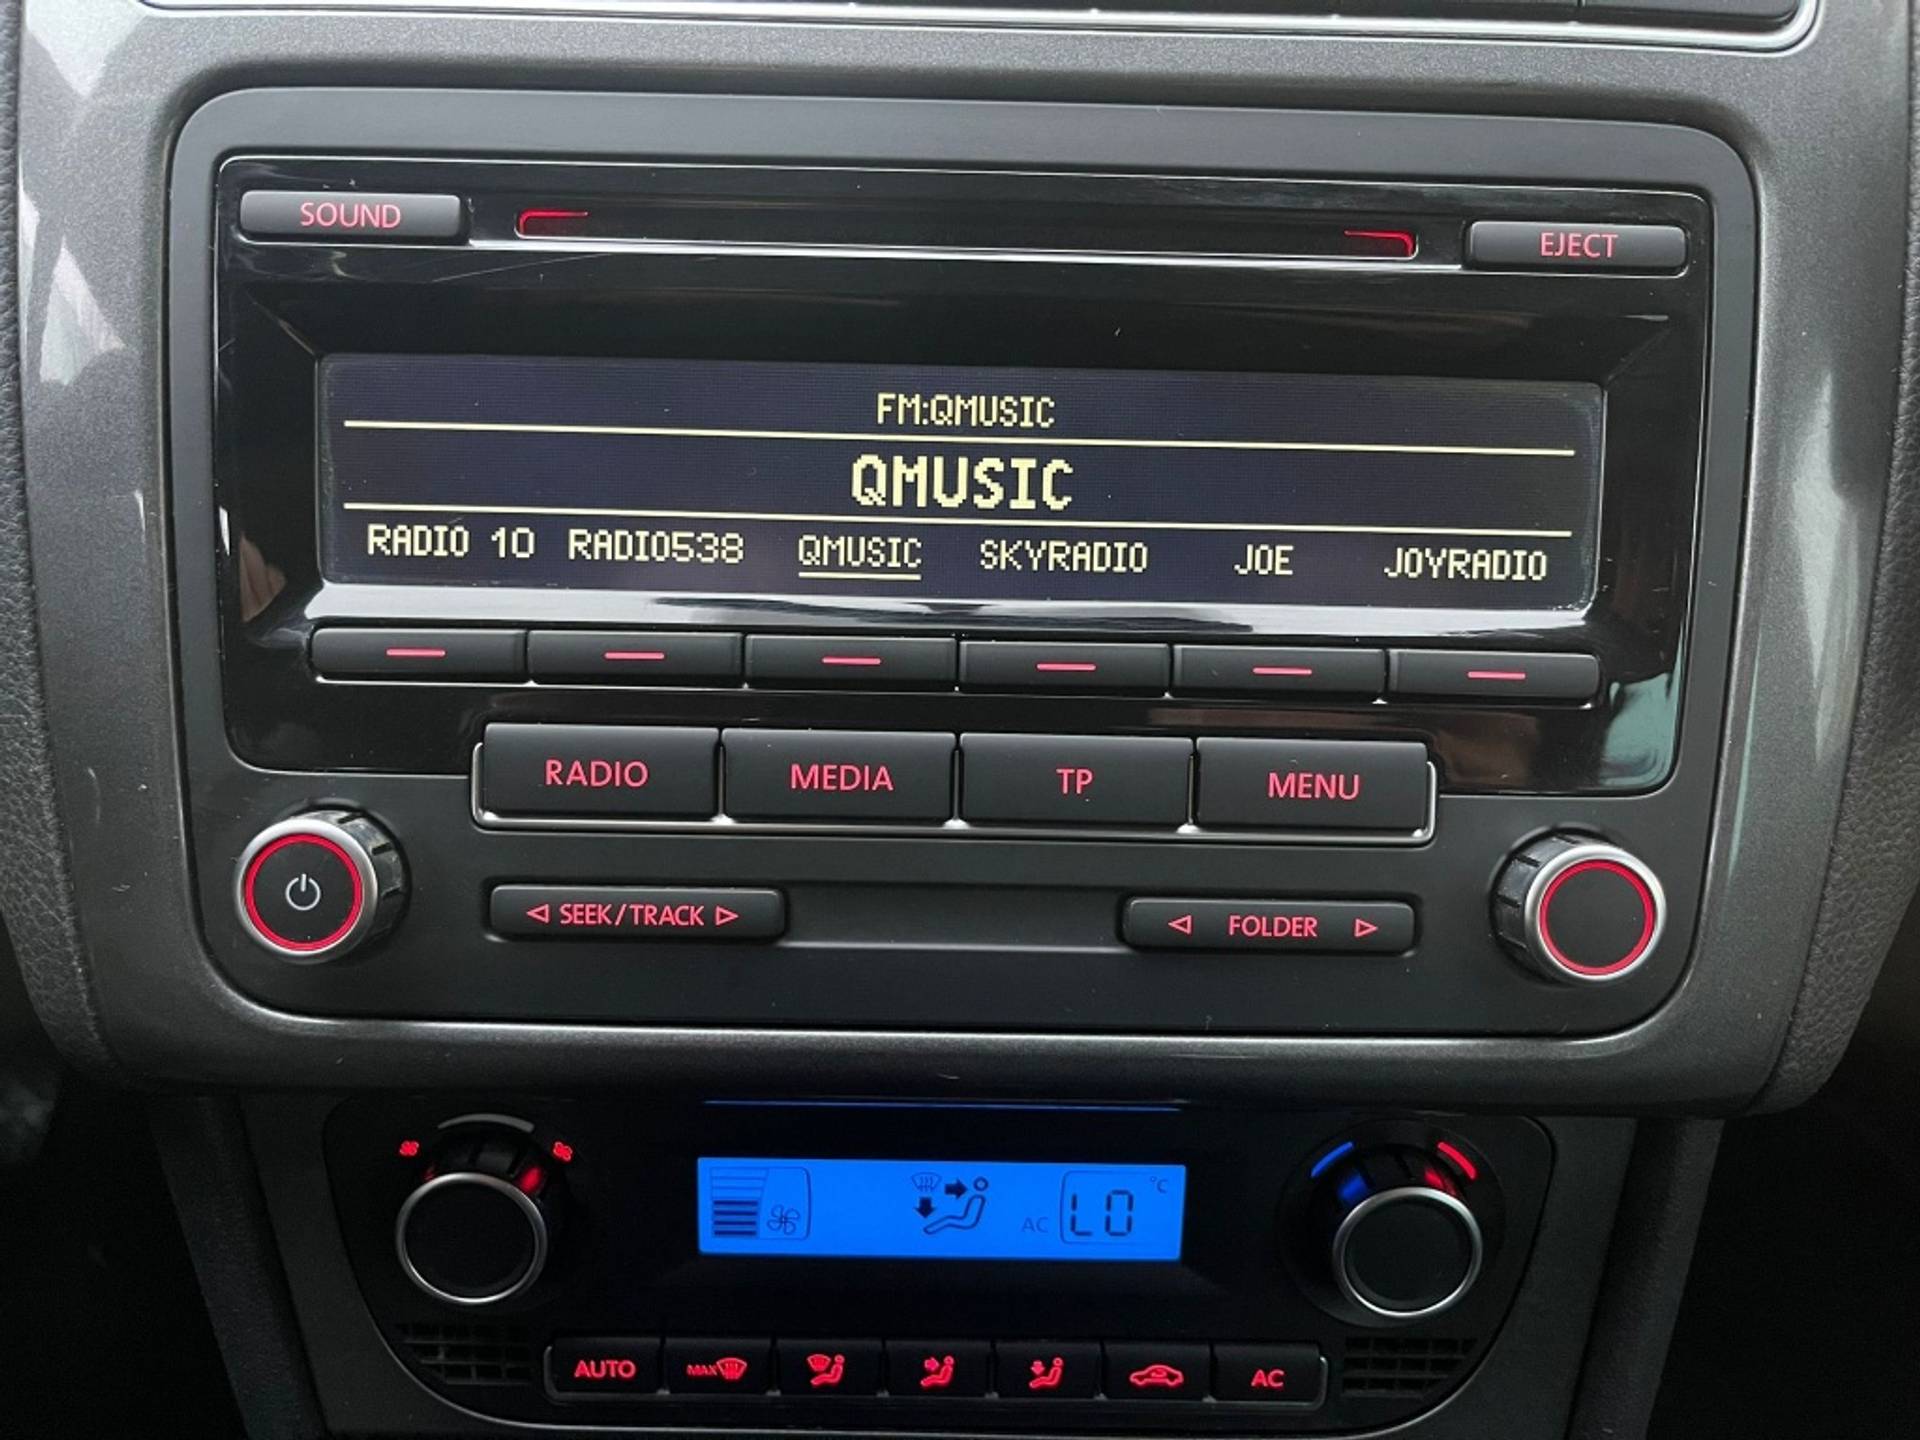 SOUND
EJECT
FM:QMUSIC
QMUSIC
RADIO 10 RADIO538 QMUSIC SKYRADIO JOE JOYRADIO
RADIO MEDIA TP MENU
SEEK/TRACK FOLDER
AC LO °C
AUTO MAX AC